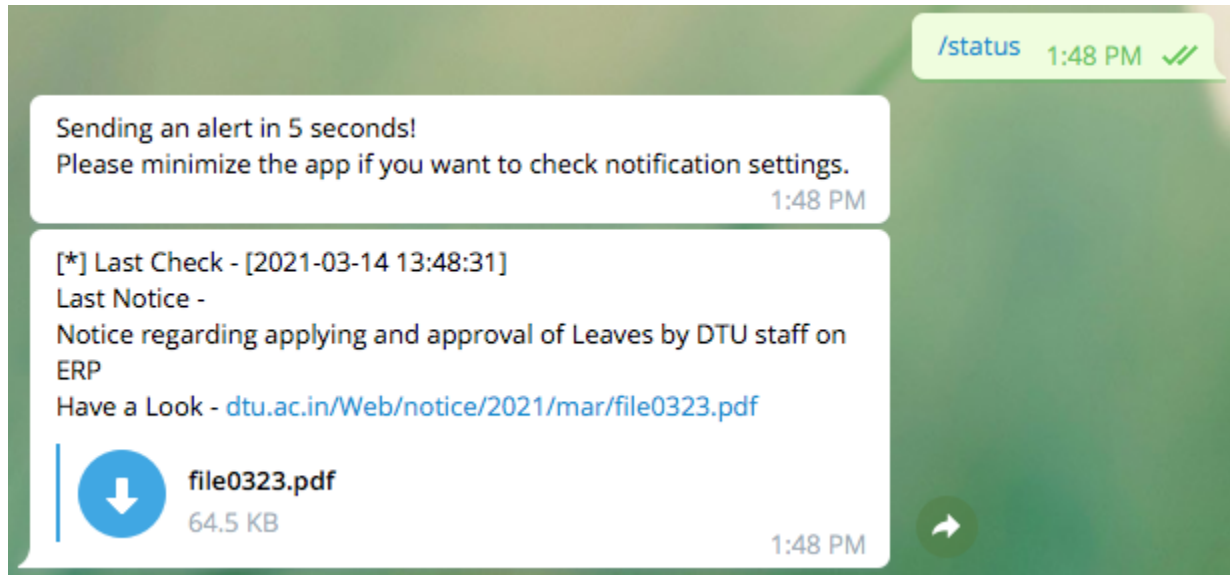 /status 1:48 PM
Sending an alert in 5 seconds!
Please minimize the app if you want to check notification settings.
1:48 PM
[*] Last Check - [2021-03-14 13:48:31]
Last Notice -
Notice regarding applying and approval of Leaves by DTU staff on
ERP
Have a Look - dtu.ac.in/Web/notice/2021/mar/file0323.pdf
file0323.pdf
64.5 KB
1:48 PM